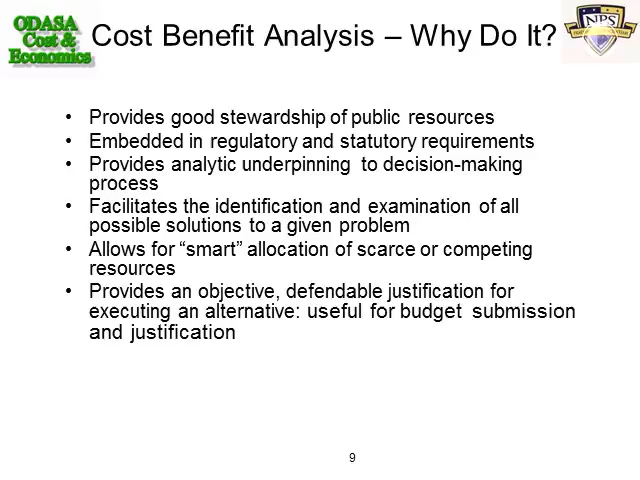 ODASA
Cost &
Economics
Cost Benefit Analysis – Why Do It?
NPS
• Provides good stewardship of public resources
• Embedded in regulatory and statutory requirements
• Provides analytic underpinning to decision-making
process
• Facilitates the identification and examination of all
possible solutions to a given problem
• Allows for “smart” allocation of scarce or competing
resources
• Provides an objective, defendable justification for
executing an alternative: useful for budget submission
and justification
9